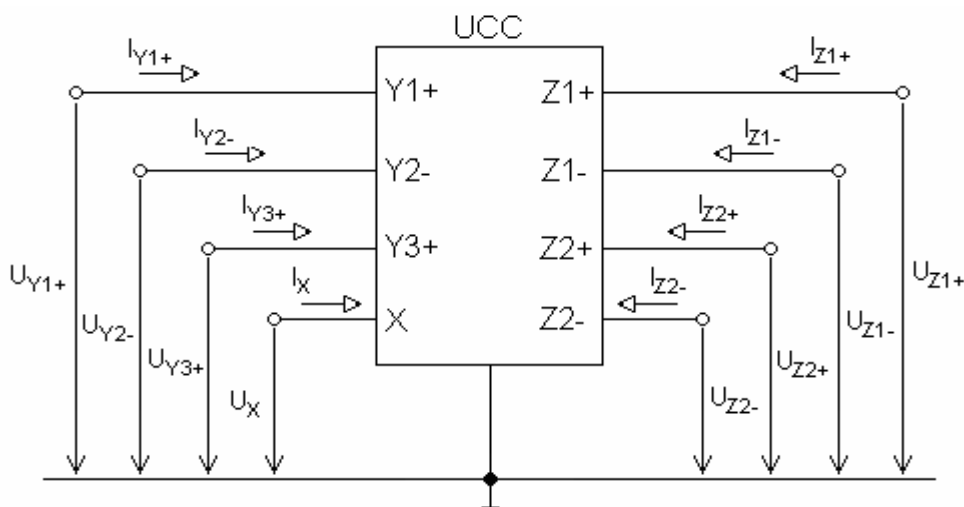 UCC
I_{Y1+}
Y1+
Z1+
I_{Z1+}
I_{Y2-}
Y2-
Z1-
I_{Z1-}
I_{Y3+}
Y3+
Z2+
I_{Z2+}
I_X
X
Z2-
I_{Z2-}
U_{Y1+}
U_{Y2-}
U_{Y3+}
U_X
U_{Z2-}
U_{Z2+}
U_{Z1-}
U_{Z1+}